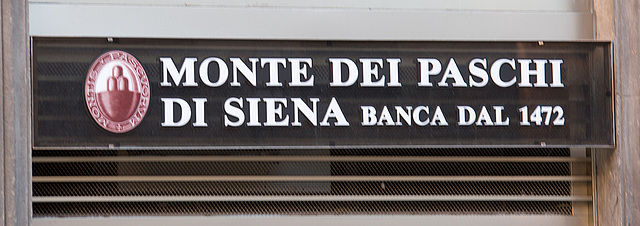 MONTE DEI PASCHI
DI SIENA BANCA DAL 1472